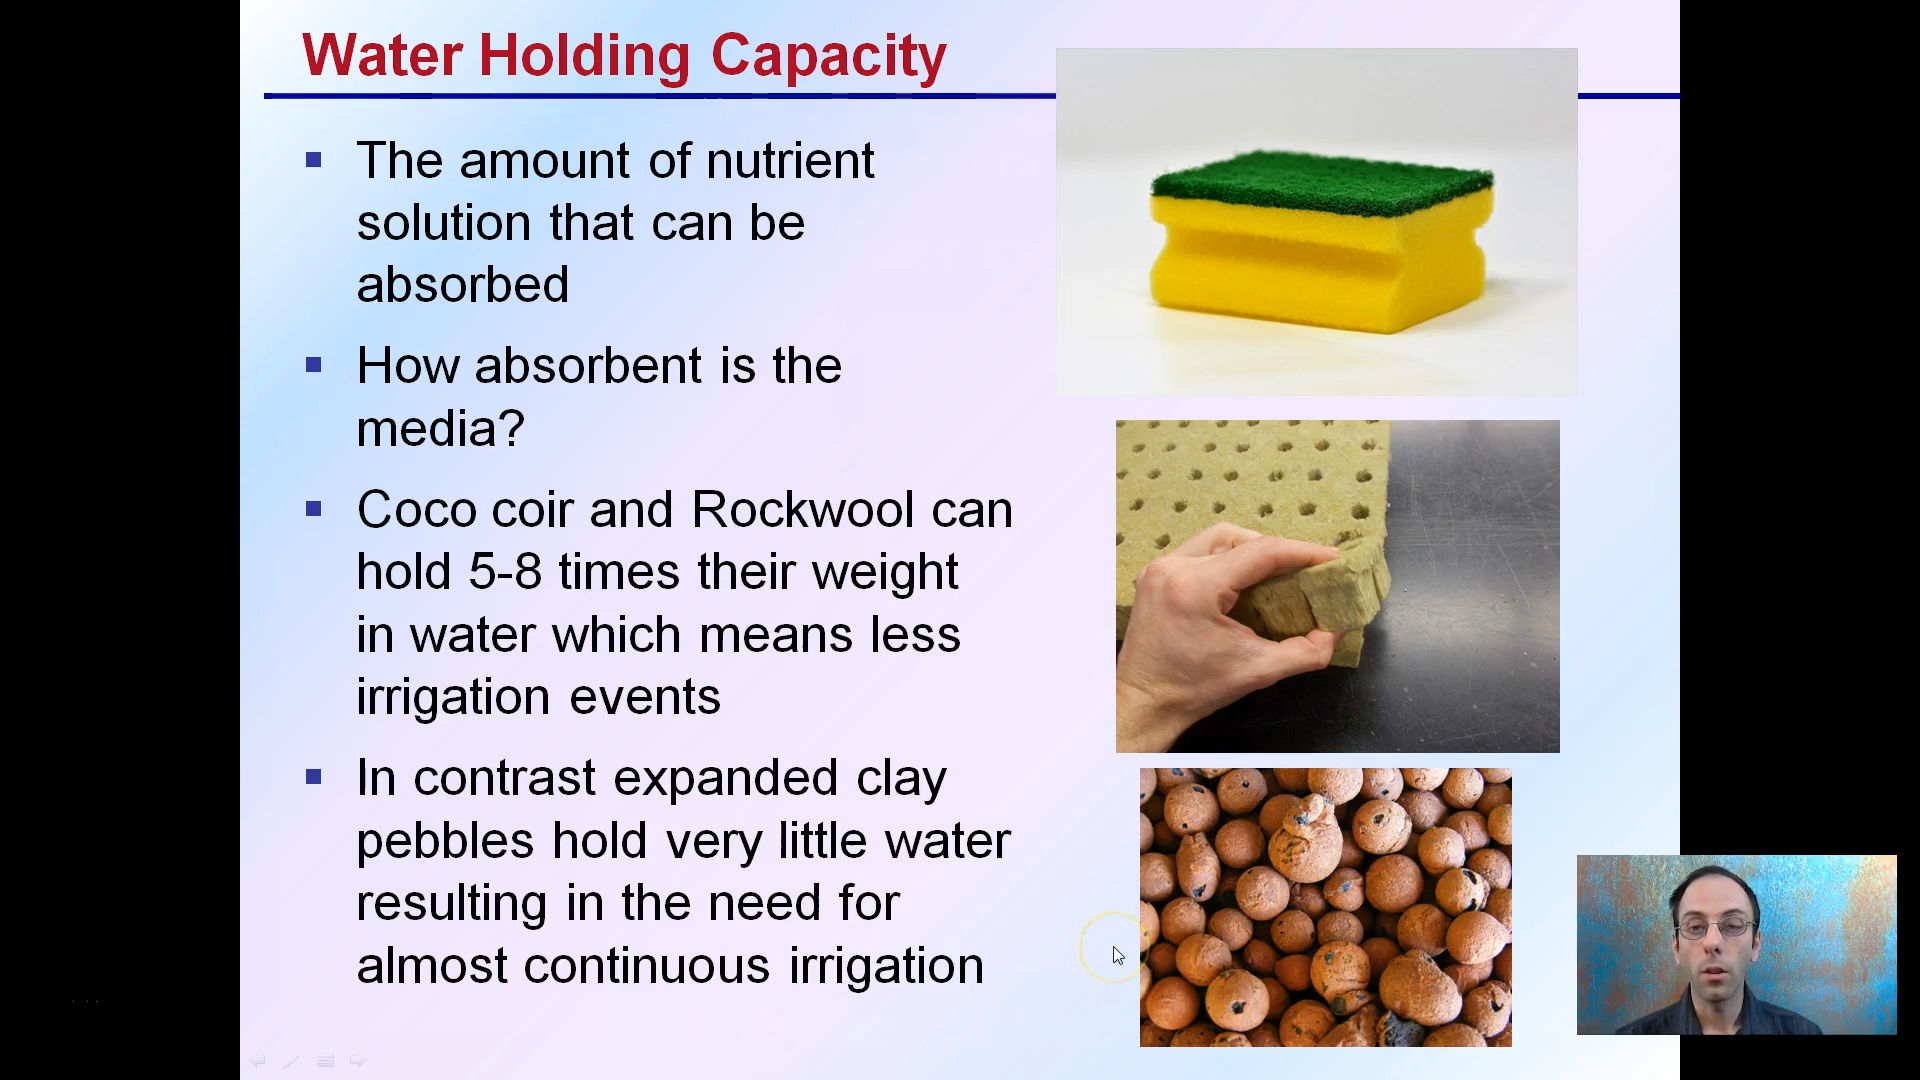 Water Holding Capacity
The amount of nutrient
solution that can be
absorbed
How absorbent is the
media?
Coco coir and Rockwool can
hold 5-8 times their weight
in water which means less
irrigation events
In contrast expanded clay
pebbles hold very little water
resulting in the need for
almost continuous irrigation